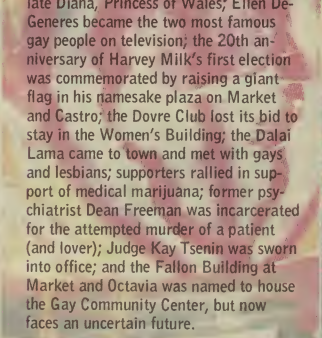 late Diana, Princess of Wales; Ellen De-
Generes became the two most famous
gay people on television; the 20th an-
niversary of Harvey Milk's first election
was commemorated by raising a giant
flag in his namesake plaza on Market
and Castro; the Dovre Club lost its bid to
stay in the Women's Building; the Dalai
Lama came to town and met with gays
and lesbians; supporters rallied in sup-
port of medical marijuana; former psy-
chiatrist Dean Freeman was incarcerated
for the attempted murder of a patient
(and lover); Judge Kay Tsenin was sworn
into office; and the Fallon Building at
Market and Octavia was named to house
the Gay Community Center, but now
faces an uncertain future.